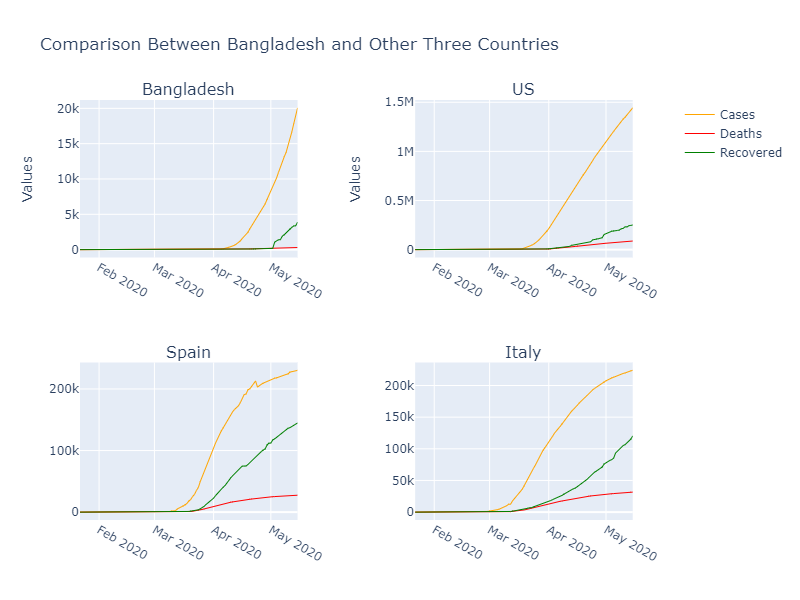 Comparison Between Bangladesh and Other Three Countries
Bangladesh
US
Values
20k
15k
10k
5k
0
Feb 2020
Mar 2020
Apr 2020
May 2020
Values
1.5M
1M
0.5M
0
Feb 2020
Mar 2020
Apr 2020
May 2020
Cases
Deaths
Recovered
Spain
Italy
200k
100k
0
Feb 2020
Mar 2020
Apr 2020
May 2020
200k
150k
100k
50k
0
Feb 2020
Mar 2020
Apr 2020
May 2020